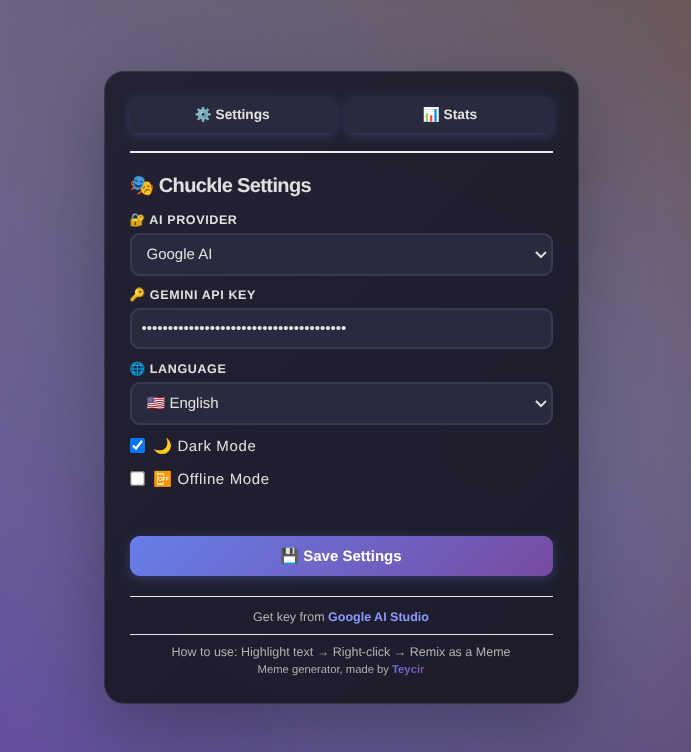 ⚙️ Settings
📊 Stats
🎭 Chuckle Settings
🔐 AI PROVIDER
Google AI
🔑 GEMINI API KEY
•••••••••••••••••••••••••••••••••••••••
🌐 LANGUAGE
🇺🇸 English
🌙 Dark Mode
📴 Offline Mode
💾 Save Settings
Get key from Google AI Studio
How to use: Highlight text → Right-click → Remix as a Meme
Meme generator, made by Teycir